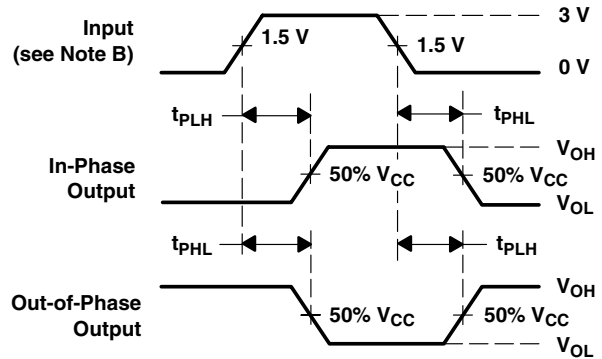 Input
(see Note B)
1.5 V
1.5 V
3 V
0 V
tPLH
tPHL
In-Phase
Output
50% VCC
50% VCC
VOH
VOL
tPHL
tPLH
Out-of-Phase
Output
50% VCC
50% VCC
VOH
VOL